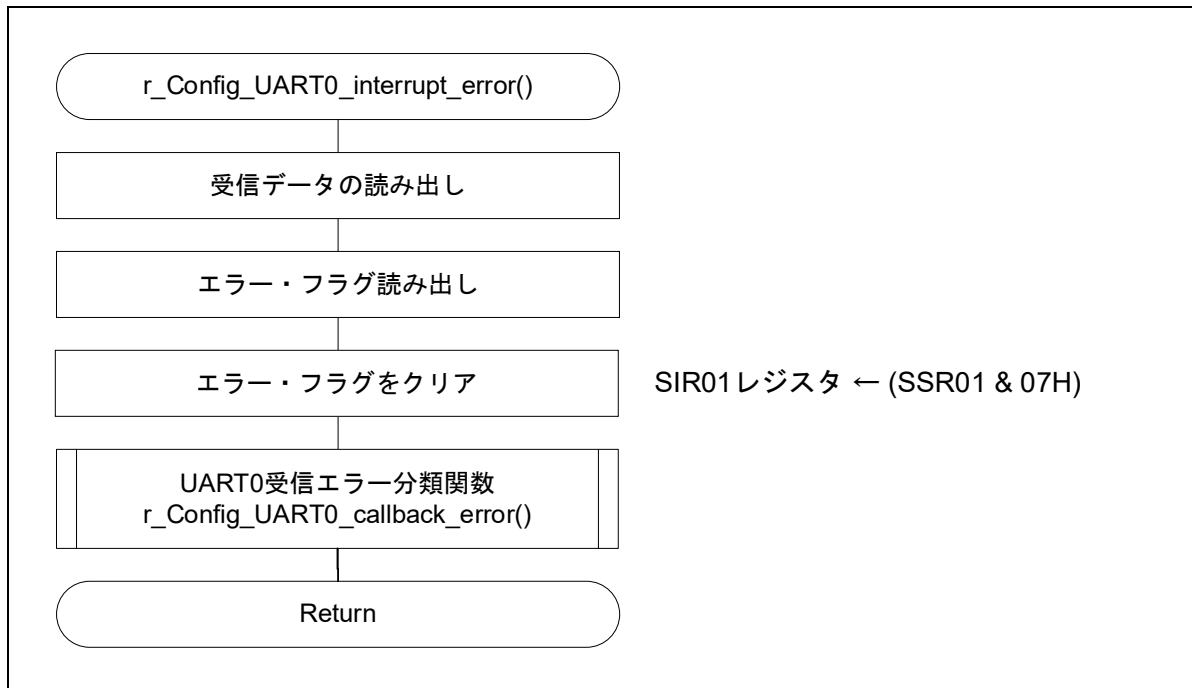 r_Config_UART0_interrupt_error()
受信データの読み出し
エラー・フラグ読み出し
エラー・フラグをクリア
SIR01レジスタ ← (SSR01 & 07H)
UART0受信エラー分類関数
r_Config_UART0_callback_error()
Return